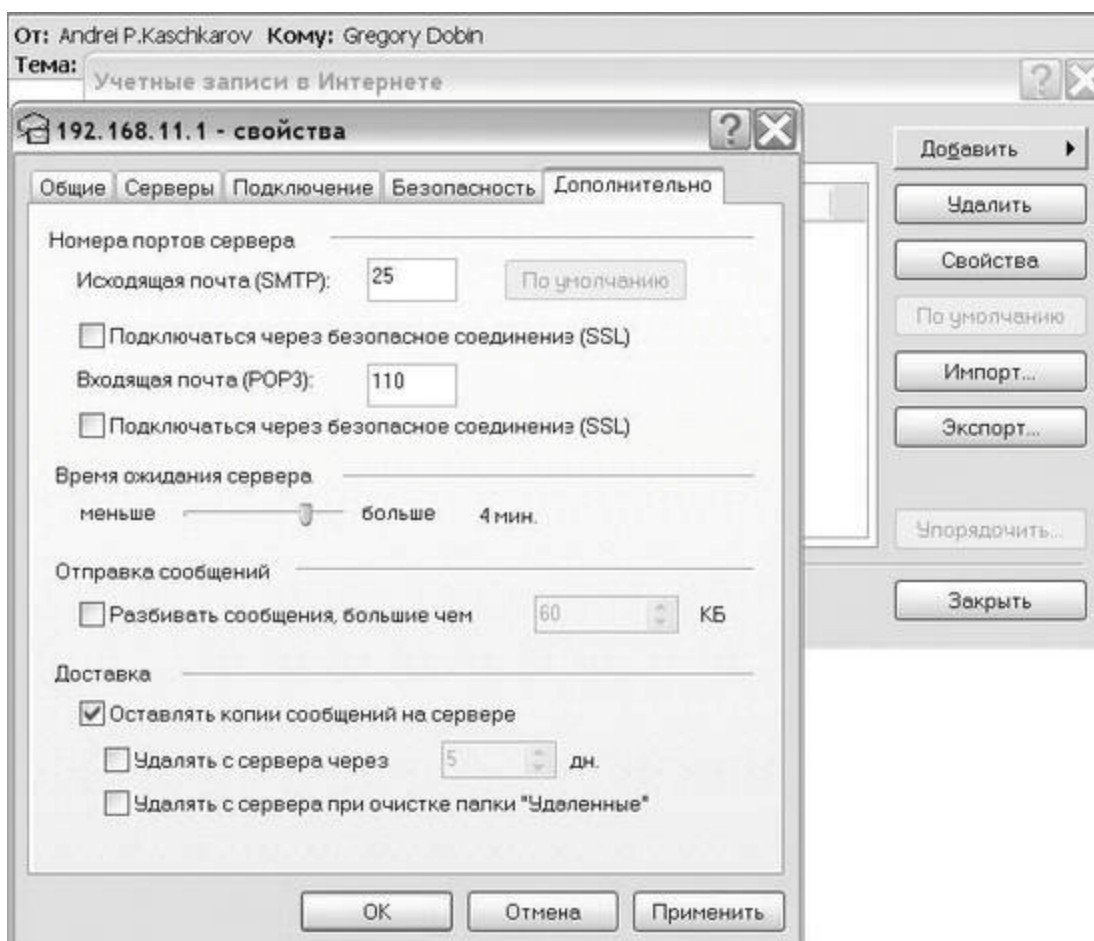 От: Andrei P.Kaschkarov Кому: Gregory Dobin
Тема:
Учетные записи в Интернете
192.168.11.1 - свойства
Общие Серверы Подключение Безопасность Дополнительно
Номера портов сервера
Исходящая почта (SMTP): 25 По умолчанию
Подключаться через безопасное соединение (SSL)
Входящая почта (POP3): 110
Подключаться через безопасное соединение (SSL)
Время ожидания сервера
меньше больше 4 мин.
Отправка сообщений
Разбивать сообщения, большие чем 60 КБ
Доставка
Оставлять копии сообщений на сервере
Удалять с сервера через 5 дн.
Удалять с сервера при очистке папки "Удаленные"
OK Отмена Применить
Добавить
Удалить
Свойства
По умолчанию
Импорт...
Экспорт...
Упорядочить...
Закрыть